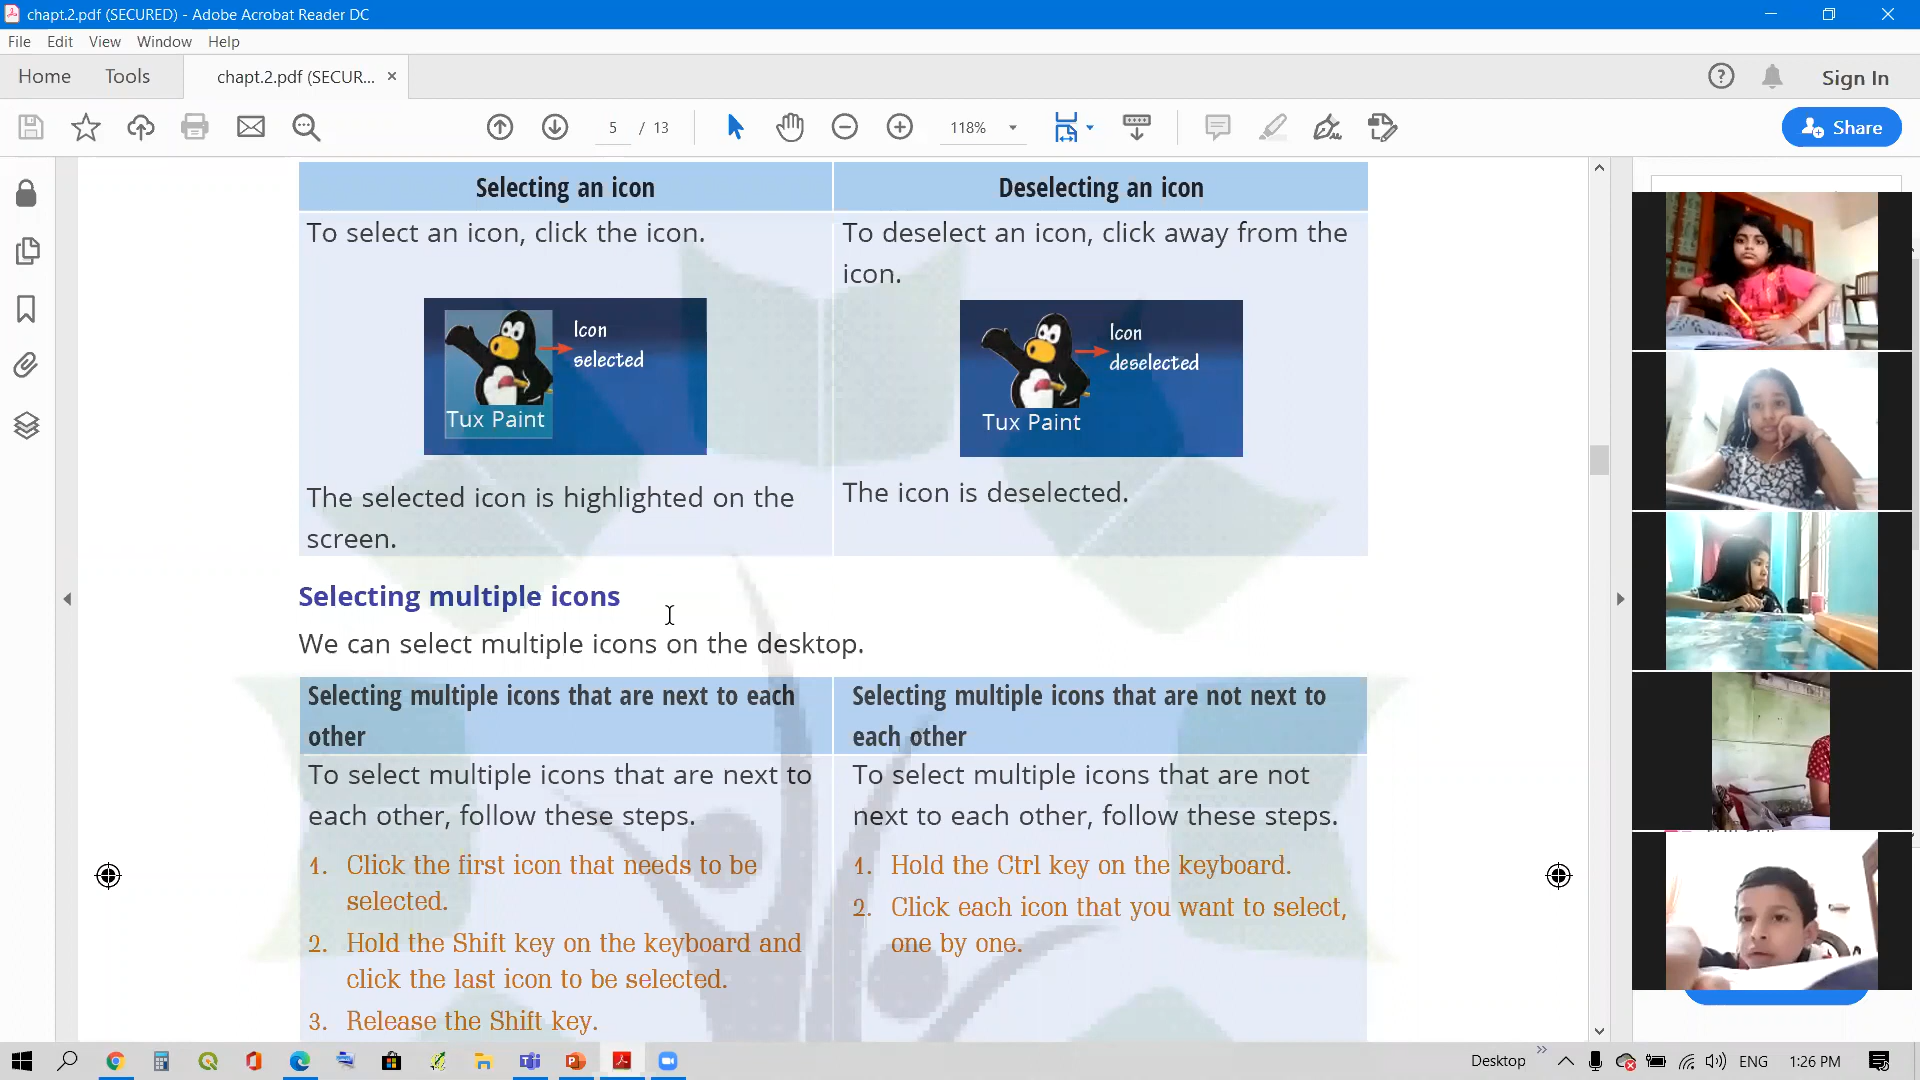 chapt.2.pdf (SECURED) - Adobe Acrobat Reader DC
File Edit View Window Help
Home Tools chapt.2.pdf (SECUR... ×
Sign In
5 / 13
118%
Share
Selecting an icon
Deselecting an icon
To select an icon, click the icon.
To deselect an icon, click away from the
icon.
Icon
selected
Tux Paint
Icon
deselected
Tux Paint
The selected icon is highlighted on the
screen.
The icon is deselected.
Selecting multiple icons
We can select multiple icons on the desktop.
Selecting multiple icons that are next to each
other
Selecting multiple icons that are not next to
each other
To select multiple icons that are next to
each other, follow these steps.
1. Click the first icon that needs to be
selected.
2. Hold the Shift key on the keyboard and
click the last icon to be selected.
3. Release the Shift key.
To select multiple icons that are not
next to each other, follow these steps.
1. Hold the Ctrl key on the keyboard.
2. Click each icon that you want to select,
one by one.
Desktop
ENG
1:26 PM